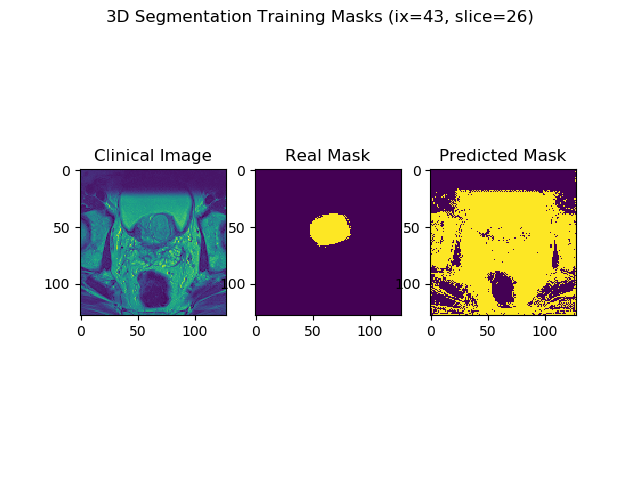 3D Segmentation Training Masks (ix=43, slice=26)
Clinical Image Real Mask Predicted Mask
0 0 0
50 50 50
100 100 100
0 50 100 0 50 100 0 50 100